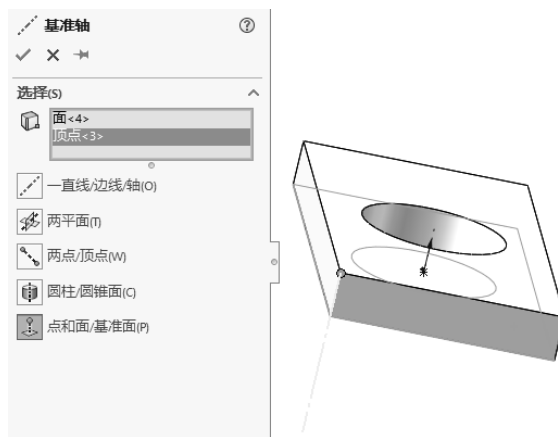 基准轴
选择(S)
面<4>
顶点<3>
一直线/边线/轴(O)
两平面(T)
两点/顶点(W)
圆柱/圆锥面(C)
点和面/基准面(P)